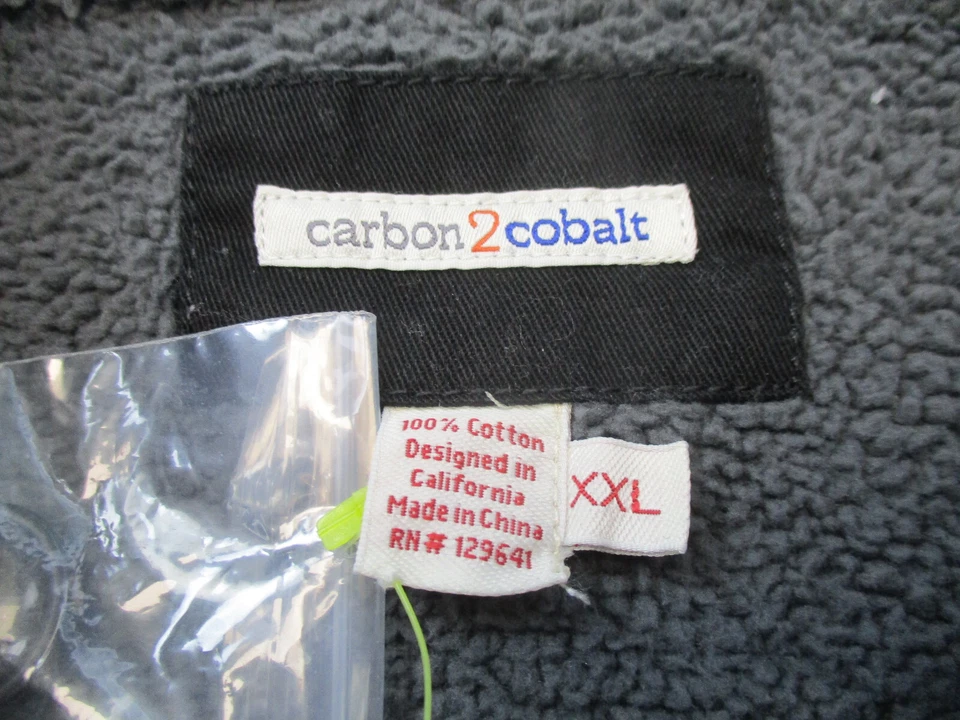 carbon2cobalt
100% Cotton
Designed in
California
Made in China
RN# 129641
XXL